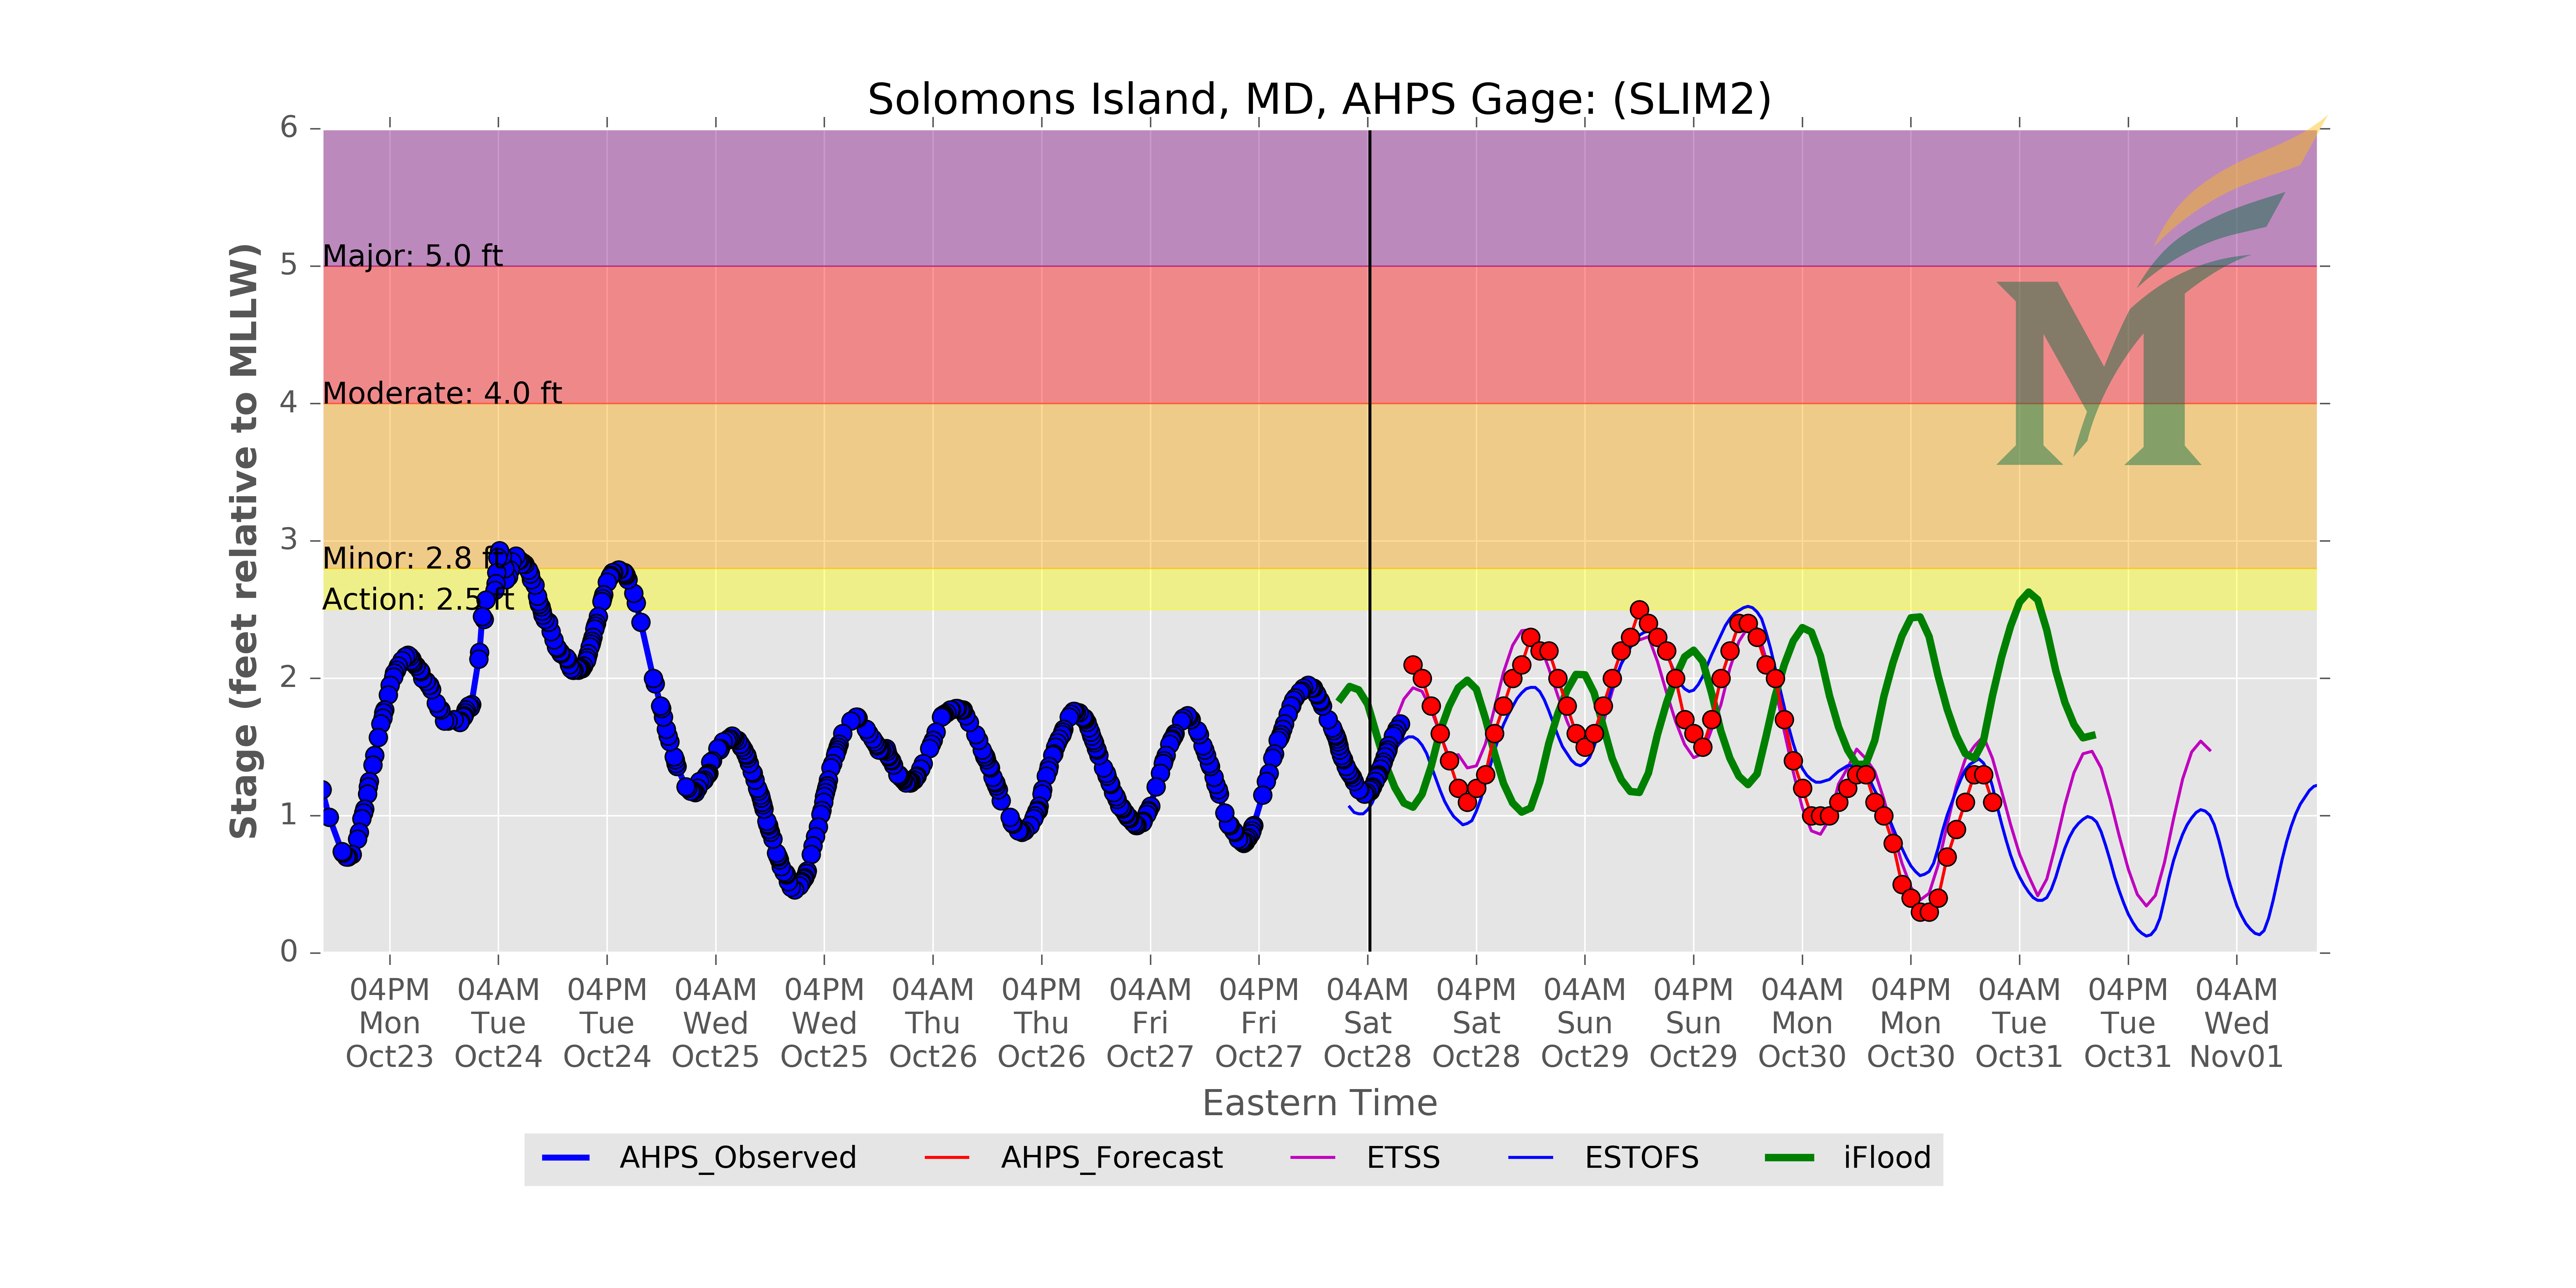 Solomons Island, MD, AHPS Gage: (SLIM2)
Stage (feet relative to MLLW)
6
5
4
3
2
1
0
Major: 5.0 ft
Moderate: 4.0 ft
Minor: 2.8 ft
Action: 2.5 ft
04PM 04AM 04PM 04AM 04PM 04AM 04PM 04AM 04PM 04AM 04PM 04AM 04PM 04AM 04PM 04AM 04PM 04AM
Mon Tue Tue Wed Wed Thu Thu Fri Fri Sat Sat Sun Sun Mon Mon Tue Tue Wed
Oct23 Oct24 Oct24 Oct25 Oct25 Oct26 Oct26 Oct27 Oct27 Oct28 Oct28 Oct29 Oct29 Oct30 Oct30 Oct31 Oct31 Nov01
Eastern Time
AHPS_Observed AHPS_Forecast ETSS ESTOFS iFlood
M